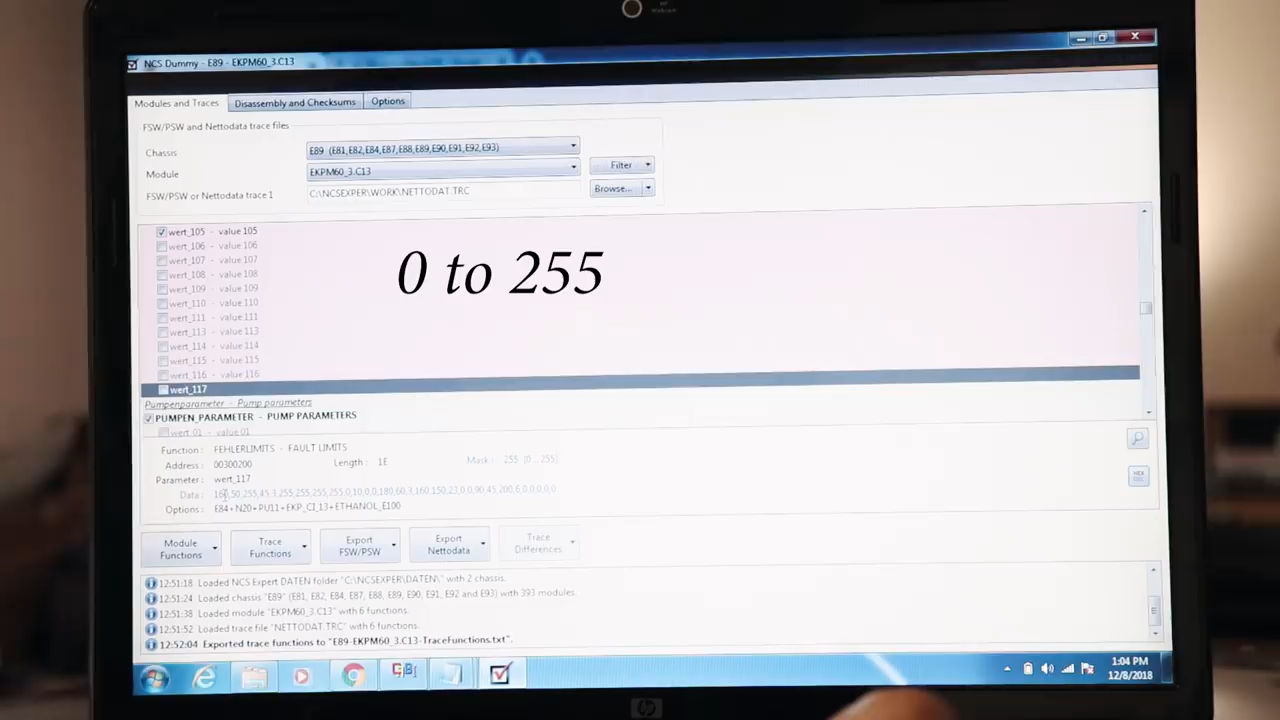 NCS Dummy - E89 - EKPM60_3.C13
Modules and Traces
Disassembly and Checksums
Options
FSW/PSW and Nettodata trace files
Chassis
E89 (E81,E82,E84,E87,E88,E89,E90,E91,E92,E93)
Module
EKPM60_3.C13
Filter
FSW/PSW or Nettodata trace 1
C:\NCSEXPER\WORK\NETTODAT.TRC
Browse...
wert_105 - value 105
wert_106 - value 106
wert_107 - value 107
wert_108 - value 108
wert_109 - value 109
wert_110 - value 110
wert_111 - value 111
wert_113 - value 113
wert_114 - value 114
wert_115 - value 115
wert_116 - value 116
wert_117
0 to 255
Pumpenparameter - Pump parameters
PUMPEN_PARAMETER - PUMP PARAMETERS
wert_01 - value 01
Function : FEHLERLIMITS - FAULT LIMITS
Address : 00300200
Length : 1E
Mask : 255 (0 .. 255)
Parameter : wert_117
Data :
Options : E84+N20+PU11+EKP_CI_13+ETHANOL_E100
HEX
Module Functions
Trace Functions
Export FSW/PSW
Export Nettodata
Trace Differences
12:51:18 Loaded NCS Expert DATEN folder "C:\NCSEXPER\DATEN\" with 2 chassis.
12:51:24 Loaded chassis "E89" (E81, E82, E84, E87, E88, E89, E90, E91, E92 and E93) with 393 modules.
12:51:38 Loaded module "EKPM60_3.C13" with 6 functions.
12:51:52 Loaded trace file "NETTODAT.TRC" with 6 functions.
12:52:04 Exported trace functions to "E89-EKPM60_3.C13-TraceFunctions.txt".
1:04 PM
12/8/2018
hp